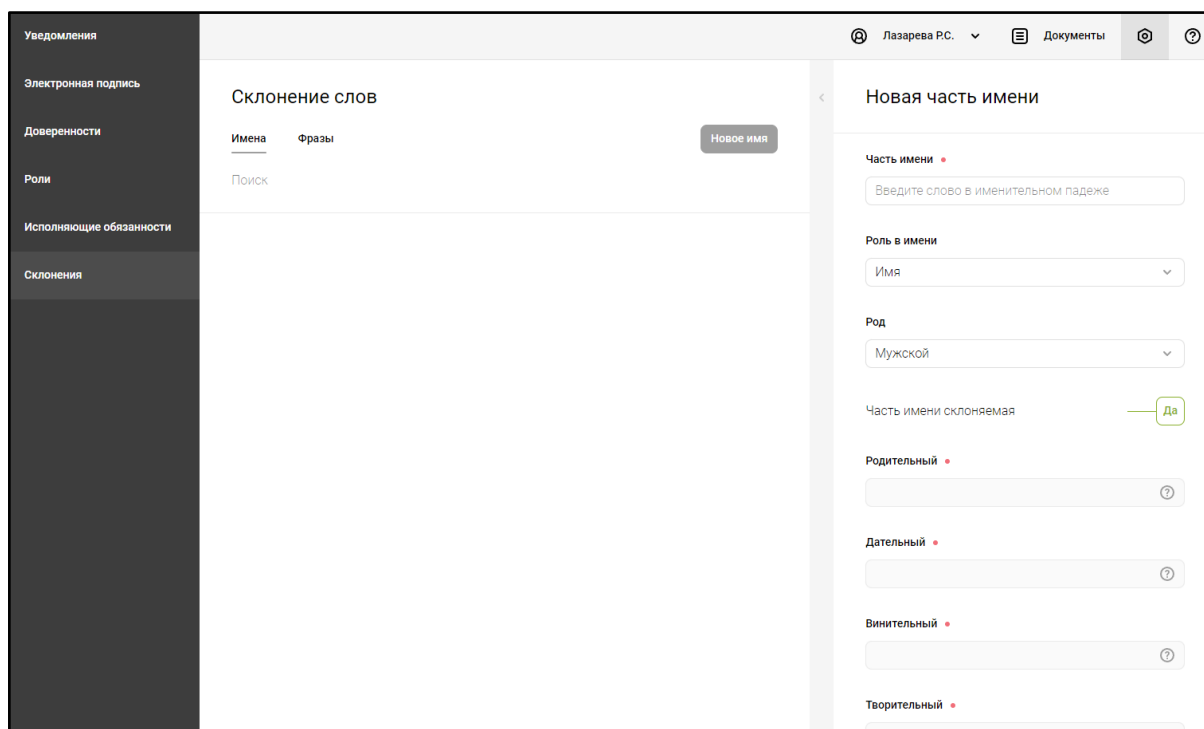 Уведомления
Электронная подпись
Доверенности
Роли
Исполняющие обязанности
Склонения
Лазарева Р.С.
Документы
Склонение слов
Имена Фразы
Новое имя
Поиск
Новая часть имени
Часть имени
Введите слово в именительном падеже
Роль в имени
Имя
Род
Мужской
Часть имени склоняемая
Да
Родительный
Дательный
Винительный
Творительный